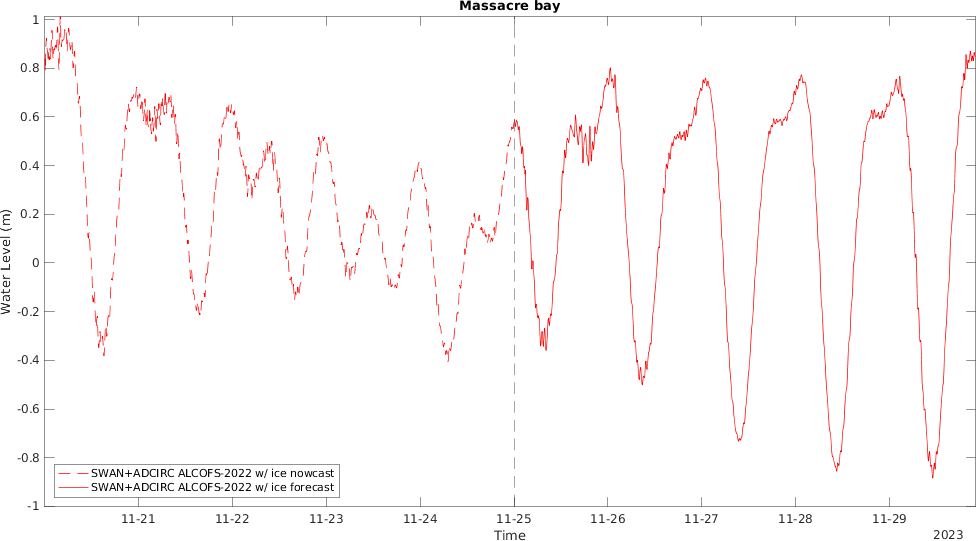 Massacre bay
1
0.8
0.6
0.4
0.2
0
-0.2
-0.4
-0.6
-0.8
-1
Water Level (m)
SWAN+ADCIRC ALCOFS-2022 w/ ice nowcast
SWAN+ADCIRC ALCOFS-2022 w/ ice forecast
11-21 11-22 11-23 11-24 11-25 11-26 11-27 11-28 11-29
Time
2023